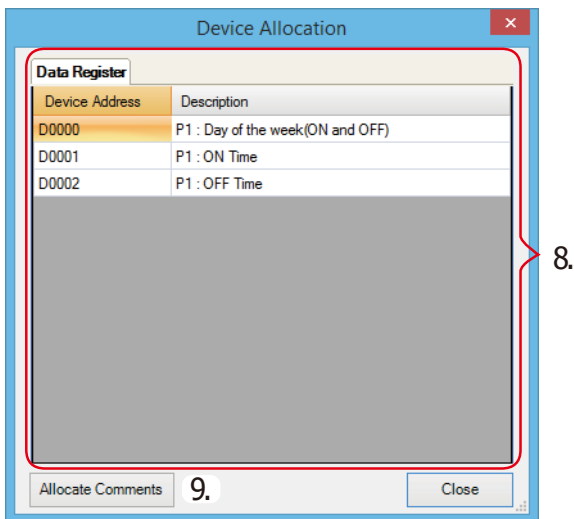 Device Allocation
Data Register
Device Address Description
D0000 P1 : Day of the week(ON and OFF)
D0001 P1 : ON Time
D0002 P1 : OFF Time
8.
Allocate Comments 9. Close